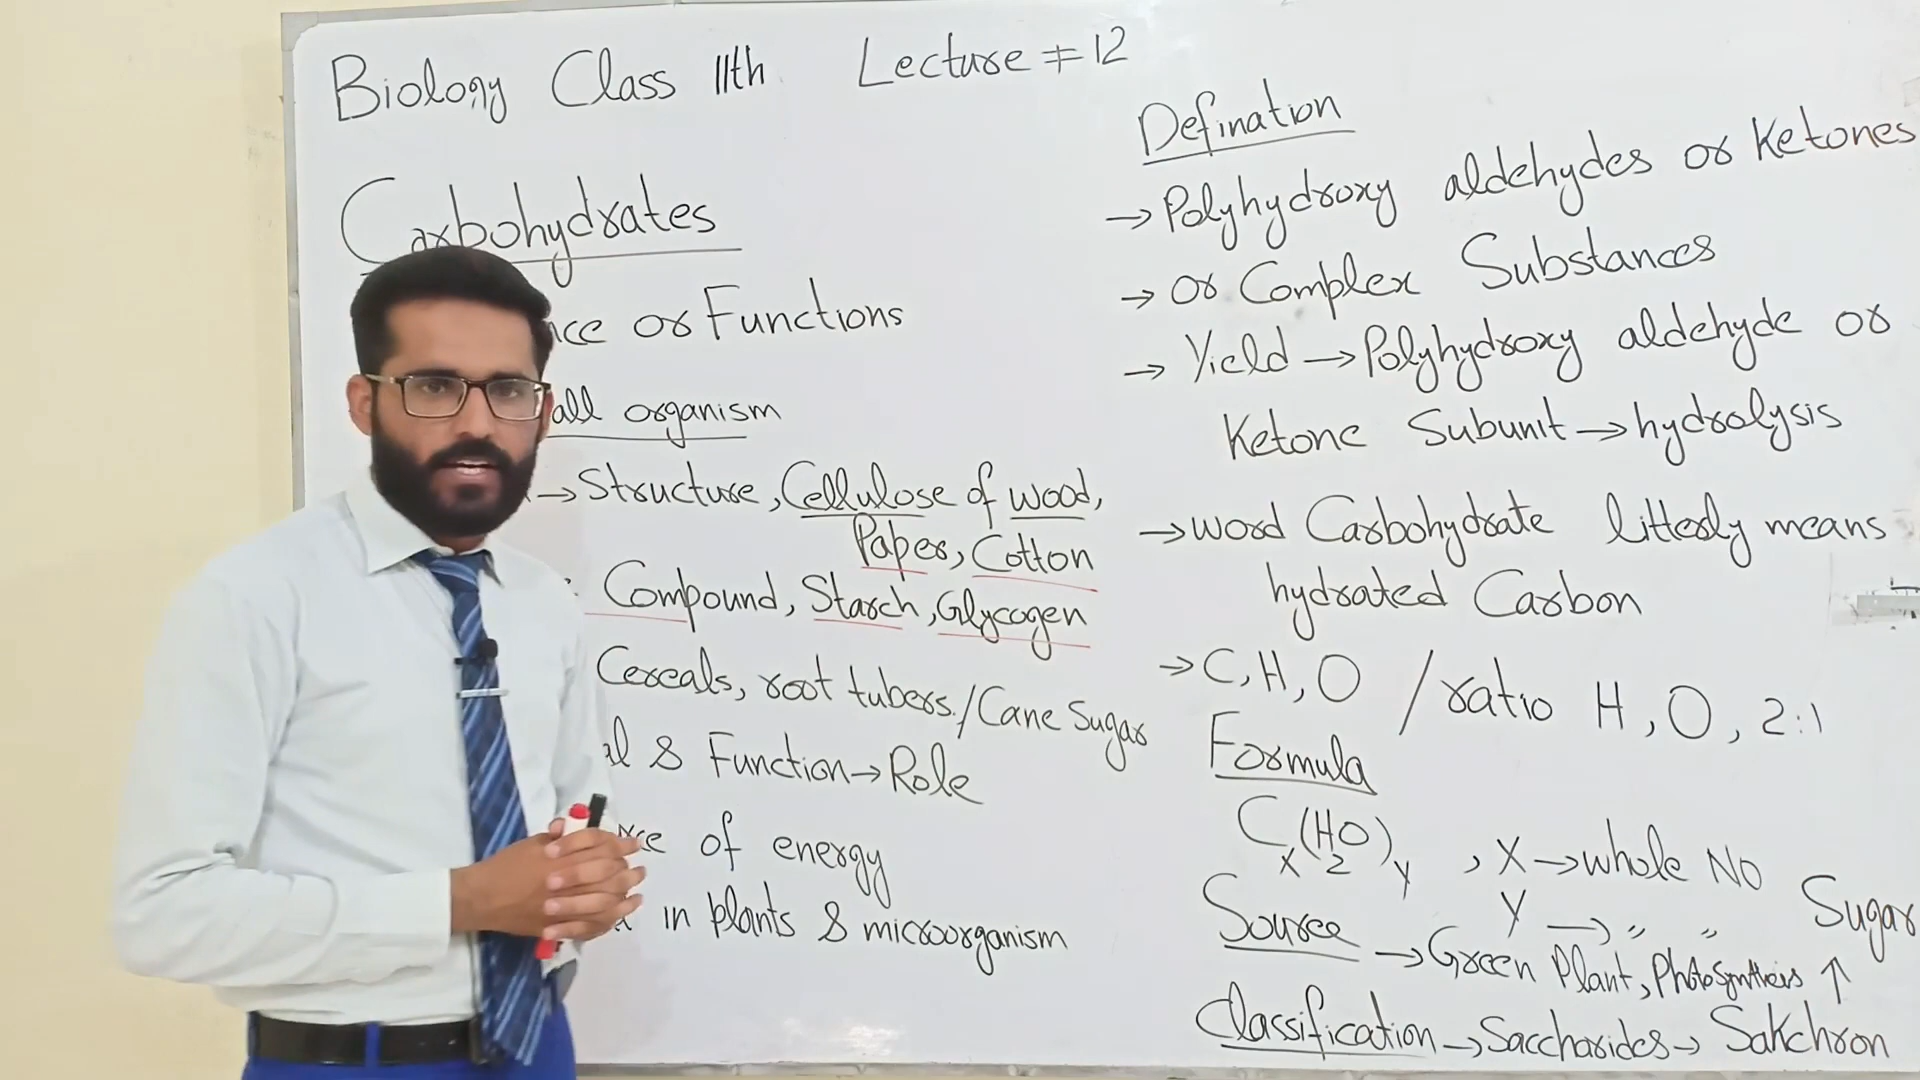 Biology Class 11th Lecture # 12
Carbohydrates
or Functions
all organism
→ Structure, Cellulose of wood,
Paper, Cotton
Compound, Starch, Glycogen
Cereals, root tubers / Cane Sugar
& Function → Role
of energy
in plants & microorganism
Defination
→ Polyhydroxy aldehydes or Ketones
→ or Complex Substances
→ Yield → Polyhydroxy aldehyde or
Ketone Subunit → hydrolysis
→ word Carbohydrate litterly means
hydrated Carbon
→ C, H, O / ratio H, O, 2:1
Formula
Cx(H2O)y , X → whole NO
Y → " "
Source → Green Plant, Photosynthesis ↑ Sugar
Classification → Saccharides → Sakchron